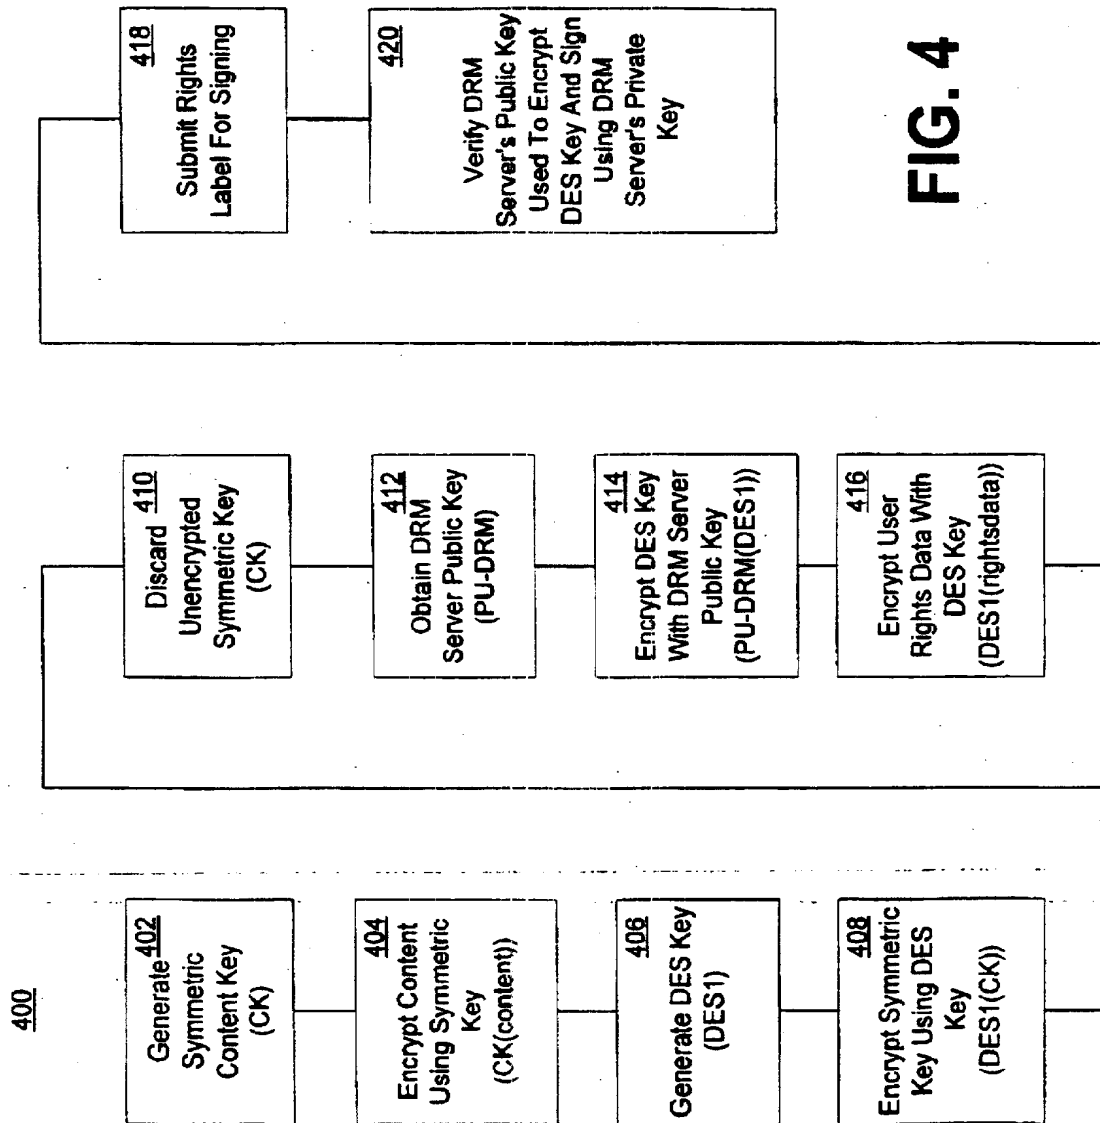 400
402
Generate
Symmetric
Content Key
(CK)
404
Encrypt Content
Using Symmetric
Key
(CK(content))
406
Generate DES Key
(DES1)
408
Encrypt Symmetric
Key Using DES
Key
(DES1(CK))
410
Discard
Unencrypted
Symmetric Key
(CK)
412
Obtain DRM
Server Public Key
(PU-DRM)
414
Encrypt DES Key
With DRM Server
Public Key
(PU-DRM(DES1))
416
Encrypt User
Rights Data With
DES Key
(DES1(rightsdata))
418
Submit Rights
Label For Signing
420
Verify DRM
Server's Public Key
Used To Encrypt
DES Key And Sign
Using DRM
Server's Private
Key
FIG. 4